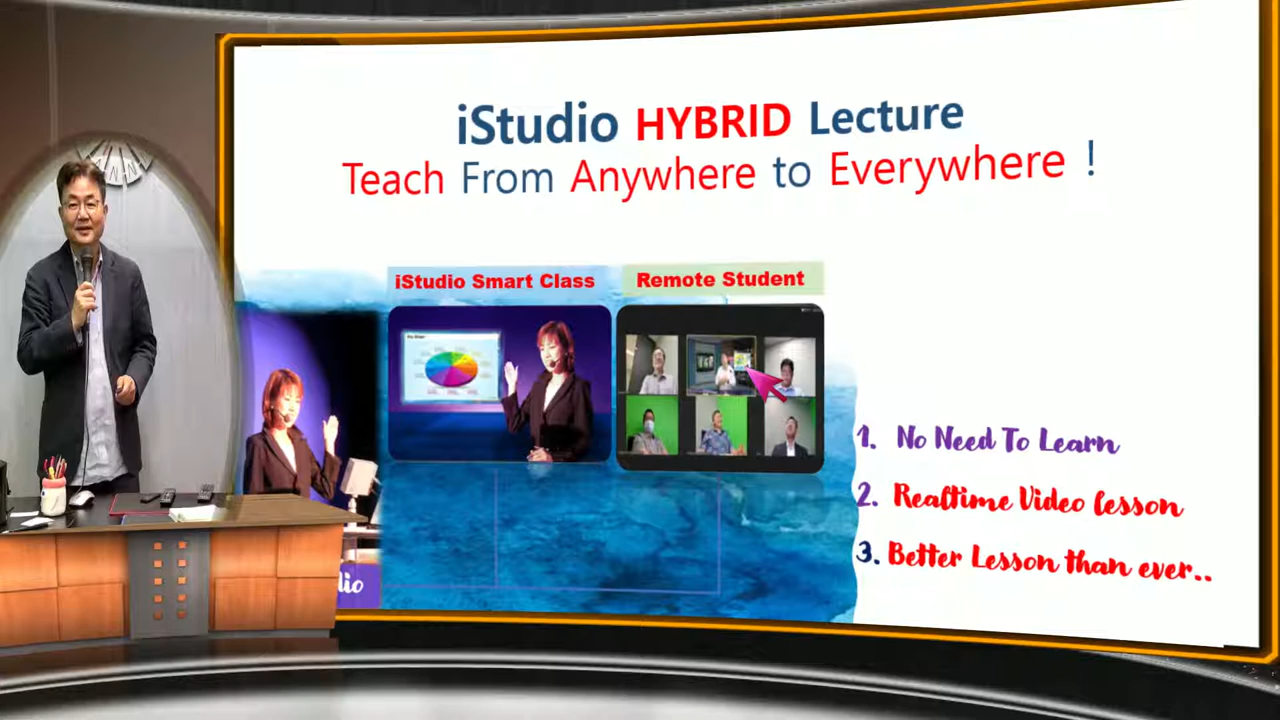 iStudio HYBRID Lecture
Teach From Anywhere to Everywhere !
iStudio Smart Class
Remote Student
1. No Need To Learn
2. Realtime Video lesson
3. Better Lesson than ever..
dio